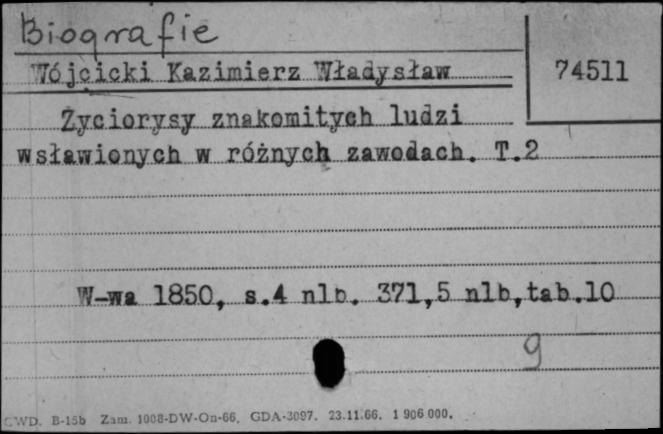 Biografie
Wójcicki Kazimierz Władysław 74511
Życiorysy znakomitych ludzi
wsławionych w różnych zawodach. T.2
W-wa 1850, s.4 nlb. 371,5 nlb,tab.10
9
CWD. B-15b Zam. 1008-DW-On-66. GDA-3097. 23.11.66. 1 906 000.